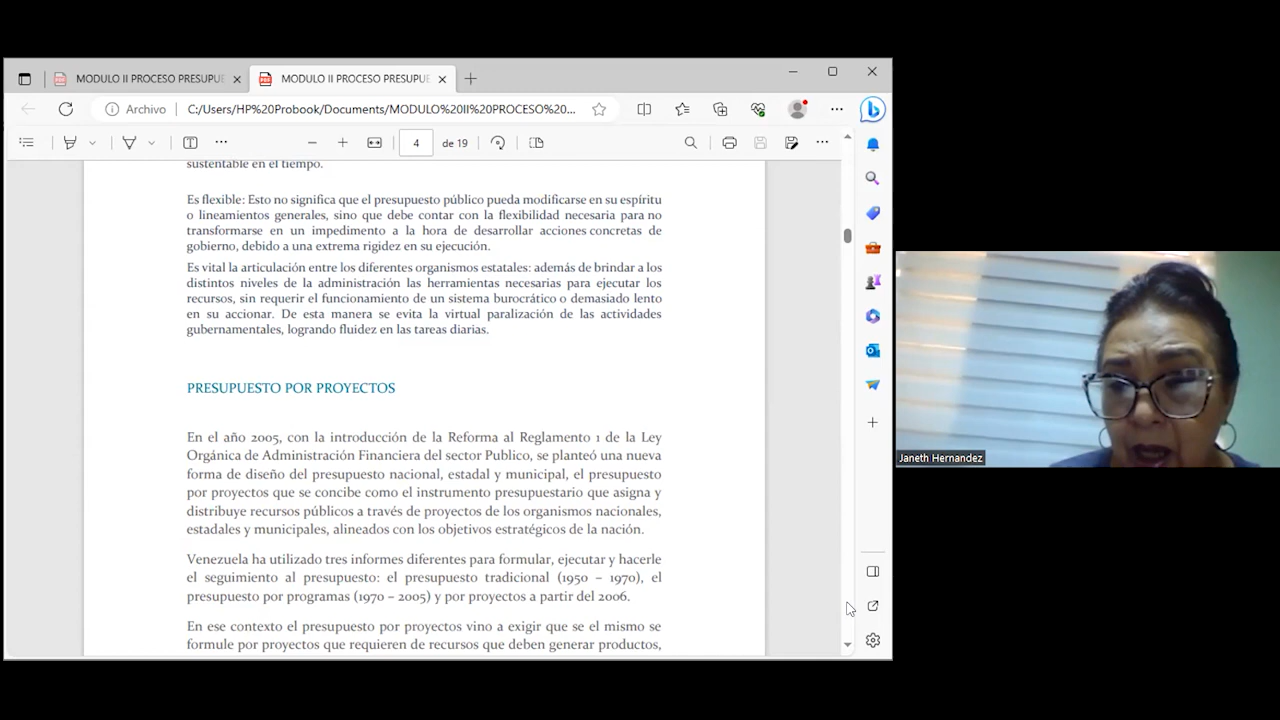 MODULO II PROCESO PRESUPUE
MODULO II PROCESO PRESUPUE
Archivo
C:/Users/HP%20Probook/Documents/MODULO%20II%20PROCESO%20...
4 de 19
sustentable en el tiempo.
Es flexible: Esto no significa que el presupuesto público pueda modificarse en su espíritu
o lineamientos generales, sino que debe contar con la flexibilidad necesaria para no
transformarse en un impedimento a la hora de desarrollar acciones concretas de
gobierno, debido a una extrema rigidez en su ejecución.
Es vital la articulación entre los diferentes organismos estatales: además de brindar a los
distintos niveles de la administración las herramientas necesarias para ejecutar los
recursos, sin requerir el funcionamiento de un sistema burocrático o demasiado lento
en su accionar. De esta manera se evita la virtual paralización de las actividades
gubernamentales, logrando fluidez en las tareas diarias.
PRESUPUESTO POR PROYECTOS
En el año 2005, con la introducción de la Reforma al Reglamento 1 de la Ley
Orgánica de Administración Financiera del sector Publico, se planteó una nueva
forma de diseño del presupuesto nacional, estadal y municipal, el presupuesto
por proyectos que se concibe como el instrumento presupuestario que asigna y
distribuye recursos públicos a través de proyectos de los organismos nacionales,
estadales y municipales, alineados con los objetivos estratégicos de la nación.
Venezuela ha utilizado tres informes diferentes para formular, ejecutar y hacerle
el seguimiento al presupuesto: el presupuesto tradicional (1950 – 1970), el
presupuesto por programas (1970 – 2005) y por proyectos a partir del 2006.
En ese contexto el presupuesto por proyectos vino a exigir que se el mismo se
formule por proyectos que requieren de recursos que deben generar productos,
Janeth Hernandez